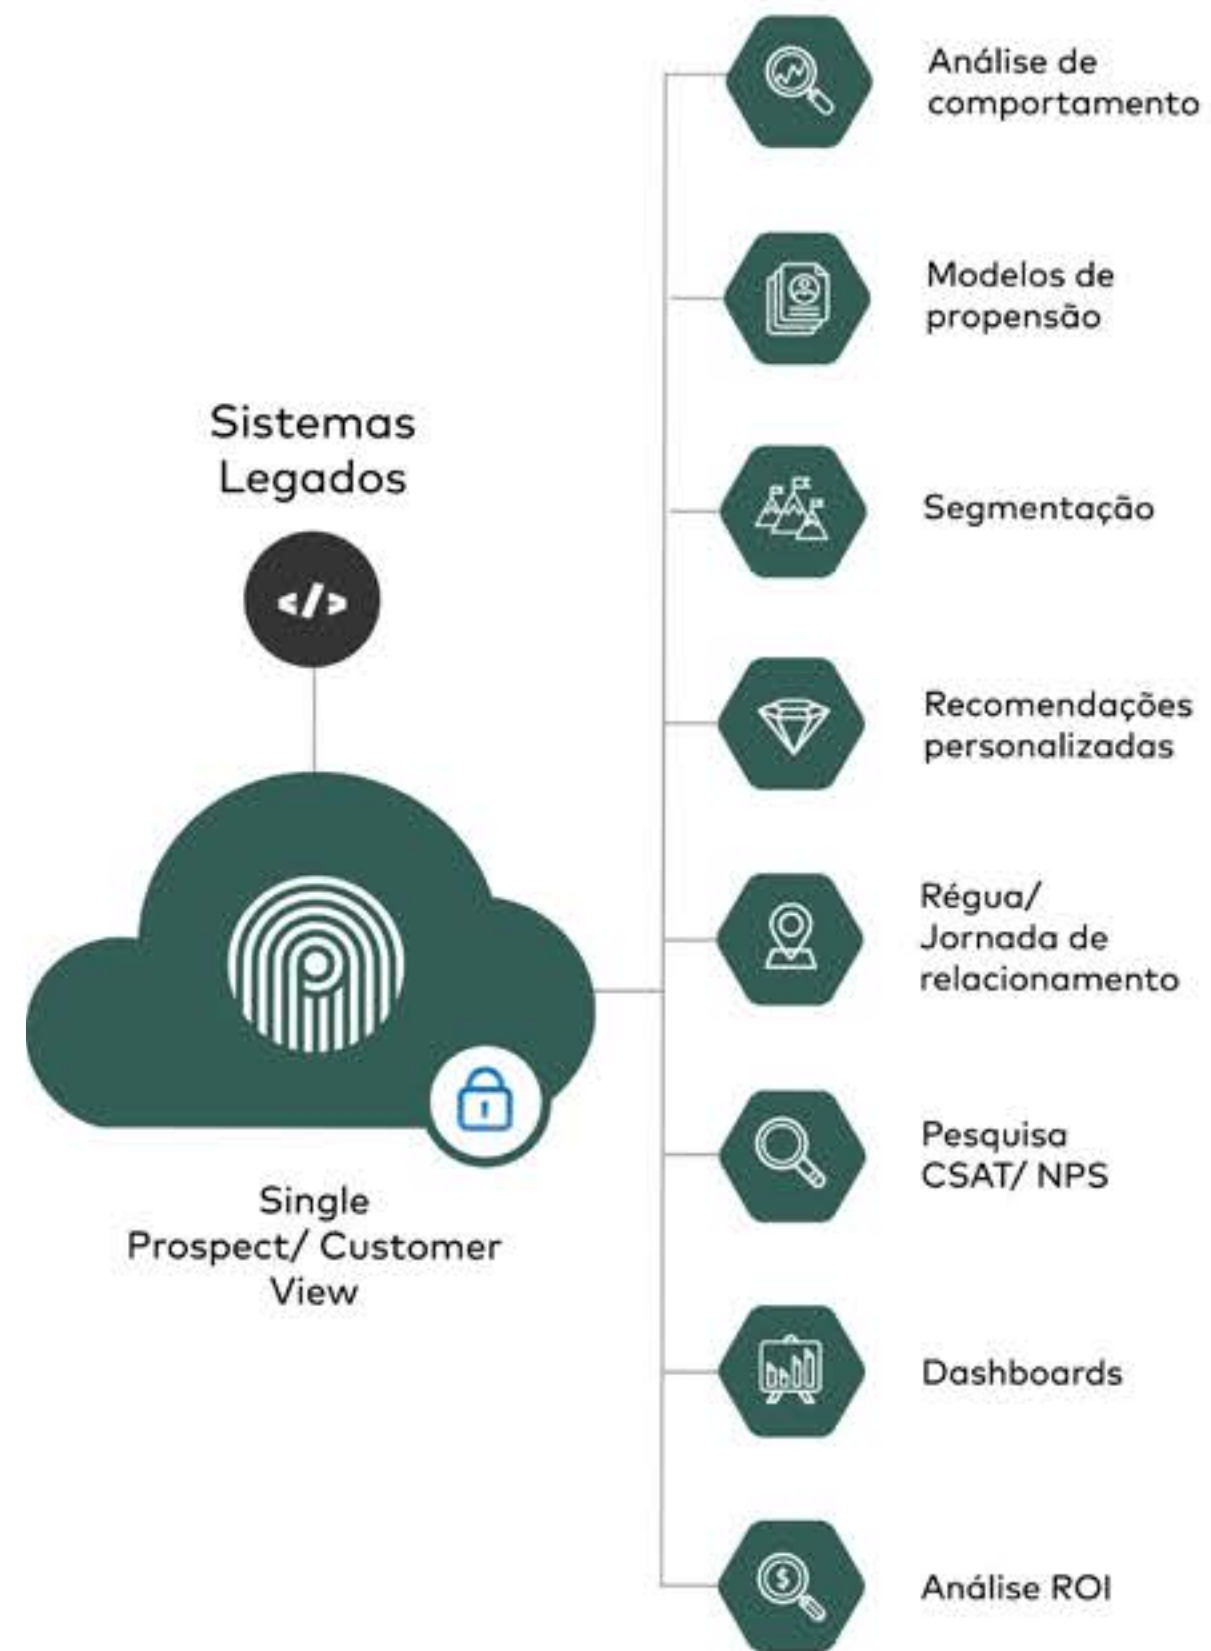 Sistemas
Legados
</>
Single
Prospect/ Customer
View
Análise de
comportamento
Modelos de
propensão
Segmentação
Recomendações
personalizadas
Régua/
Jornada de
relacionamento
Pesquisa
CSAT/ NPS
Dashboards
$
Análise ROI